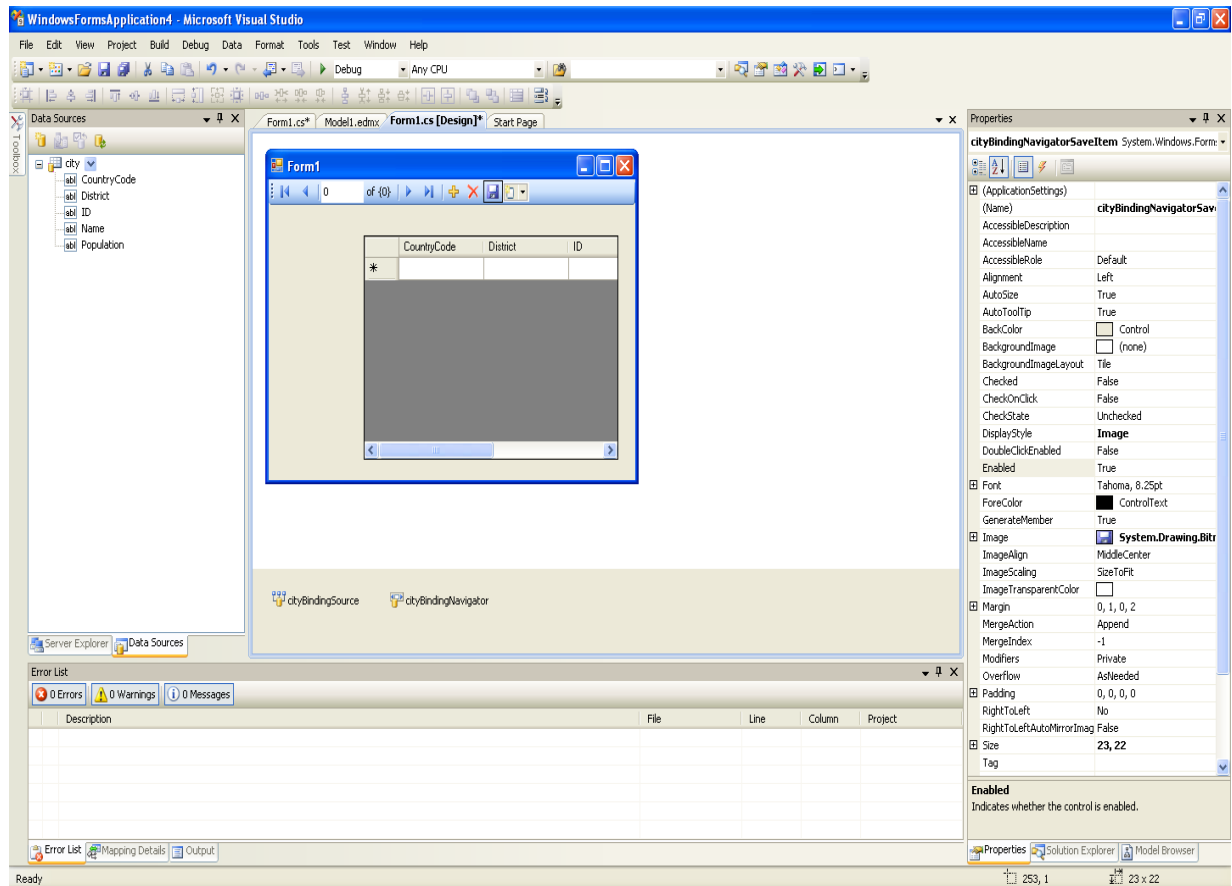 WindowsFormsApplication4 - Microsoft Visual Studio
File Edit View Project Build Debug Data Format Tools Test Window Help
Debug Any CPU
Data Sources
Toolbox
city
CountryCode
District
ID
Name
Population
Server Explorer Data Sources
Form1.cs* Model1.edmx Form1.cs [Design]* Start Page
Form1
0 of {0}
CountryCode District ID
cityBindingSource cityBindingNavigator
Properties
cityBindingNavigatorSaveItem System.Windows.Form:
(ApplicationSettings)
(Name) cityBindingNavigatorSav
AccessibleDescription
AccessibleName
AccessibleRole Default
Alignment Left
AutoSize True
AutoToolTip True
BackColor Control
BackgroundImage (none)
BackgroundImageLayout Tile
Checked False
CheckOnClick False
CheckState Unchecked
DisplayStyle Image
DoubleClickEnabled False
Enabled True
Font Tahoma, 8.25pt
ForeColor ControlText
GenerateMember True
Image System.Drawing.Bitr
ImageAlign MiddleCenter
ImageScaling SizeToFit
ImageTransparentColor
Margin 0, 1, 0, 2
MergeAction Append
MergeIndex -1
Modifiers Private
Overflow AsNeeded
Padding 0, 0, 0, 0
RightToLeft No
RightToLeftAutoMirrorImag False
Size 23, 22
Tag
Enabled
Indicates whether the control is enabled.
Properties Solution Explorer Model Browser
Error List
0 Errors 0 Warnings 0 Messages
Description File Line Column Project
Error List Mapping Details Output
Ready 253, 1 23 x 22